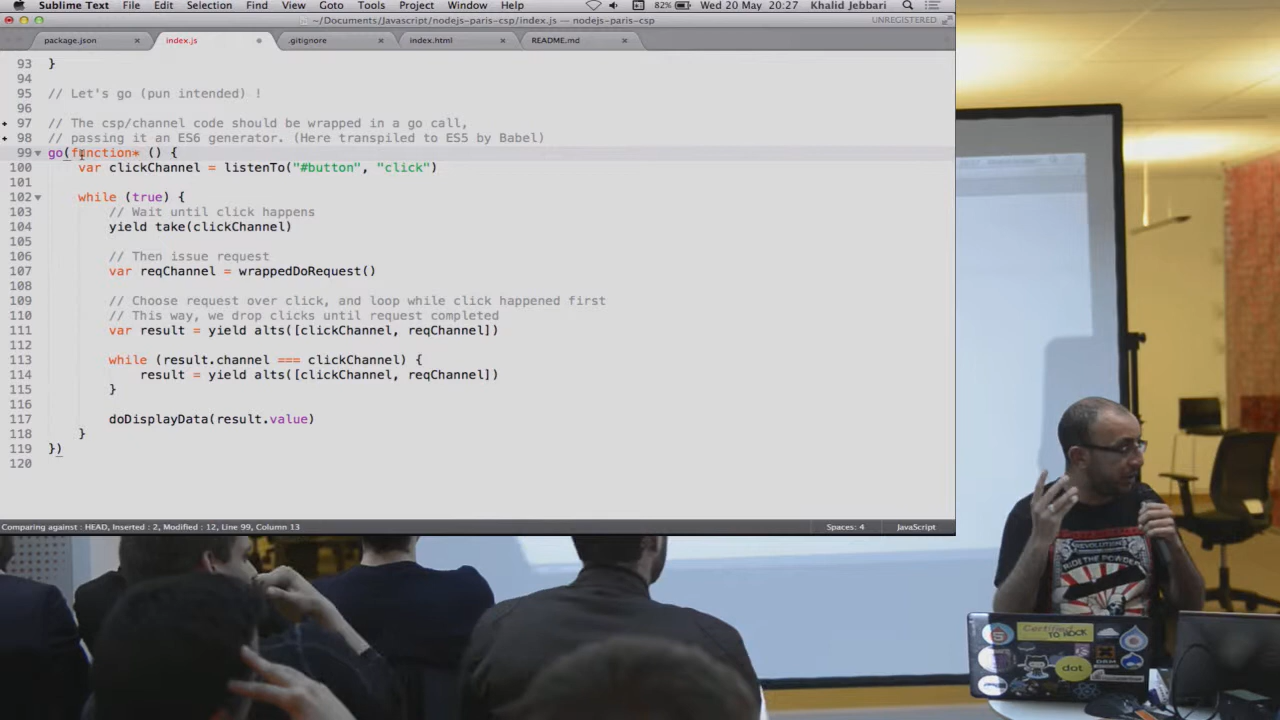 Sublime Text File Edit Selection Find View Goto Tools Project Window Help 82% Wed 20 May 20:27 Khalid Jebbari
~/Documents/Javascript/nodejs-paris-csp/index.js — nodejs-paris-csp UNREGISTERED
package.json × index.js .gitignore × index.html × README.md ×
93 }
94
95 // Let's go (pun intended) !
96
97 // The csp/channel code should be wrapped in a go call,
98 // passing it an ES6 generator. (Here transpiled to ES5 by Babel)
99 go(function* () {
100 var clickChannel = listenTo("#button", "click")
101
102 while (true) {
103 // Wait until click happens
104 yield take(clickChannel)
105
106 // Then issue request
107 var reqChannel = wrappedDoRequest()
108
109 // Choose request over click, and loop while click happened first
110 // This way, we drop clicks until request completed
111 var result = yield alts([clickChannel, reqChannel])
112
113 while (result.channel === clickChannel) {
114 result = yield alts([clickChannel, reqChannel])
115 }
116
117 doDisplayData(result.value)
118 }
119 })
120
Comparing against : HEAD, Inserted : 2, Modified : 12, Line 99, Column 13 Spaces: 4 JavaScript
REVOLUTION
RIDE THE POWDER
Certified
TO ROCK
dot